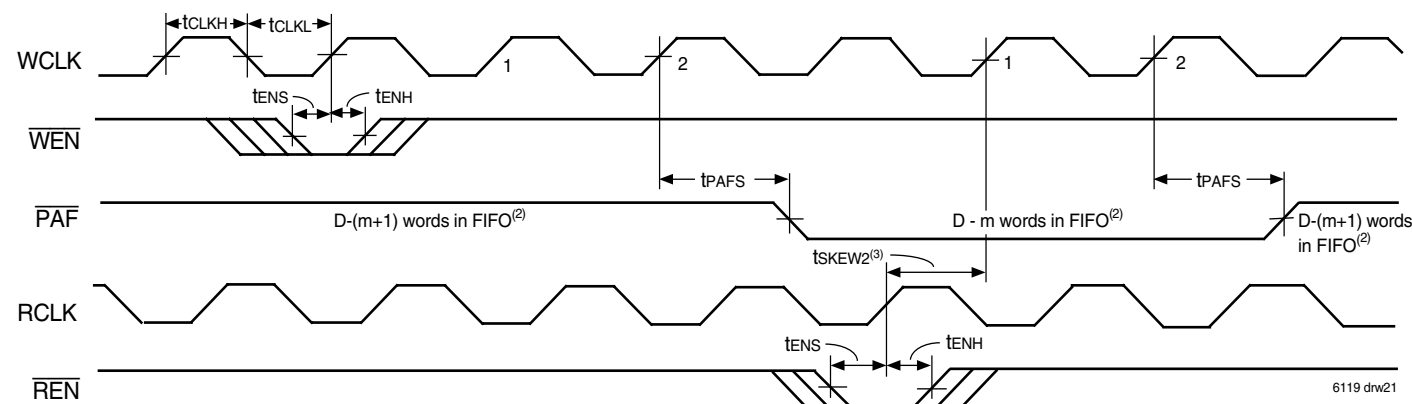 tCLKH tCLKL
WCLK 1 2 1 2
tENS tENH
WEN
tPAFS tPAFS
PAF D-(m+1) words in FIFO(2) D - m words in FIFO(2) D-(m+1) words
in FIFO(2)
tSKEW2(3)
RCLK
tENS tENH
REN 6119 drw21